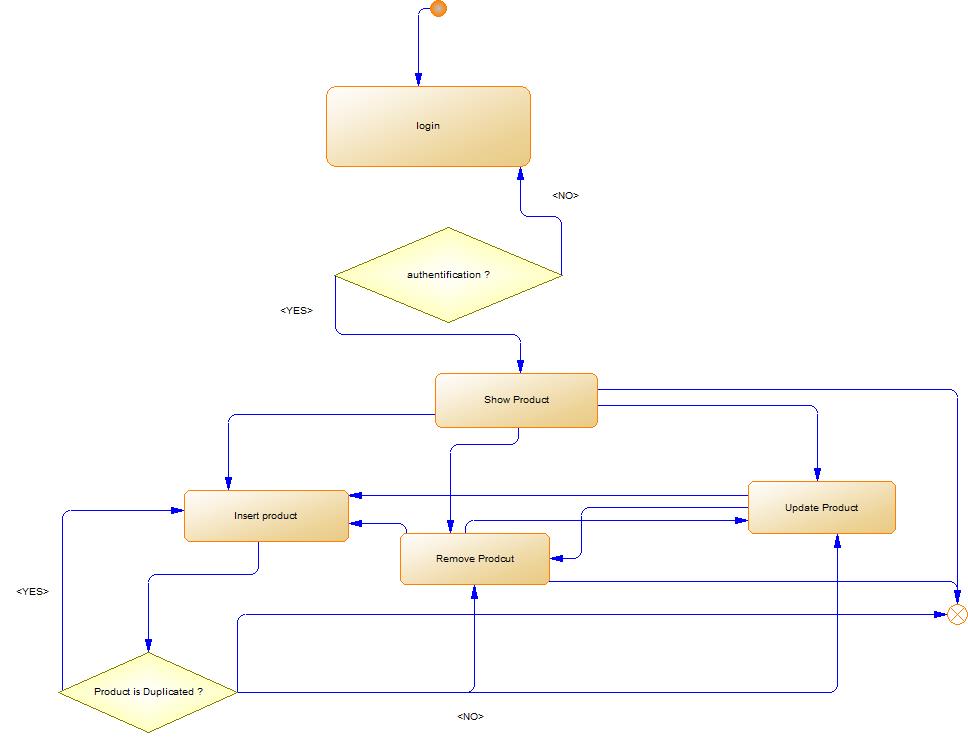 login
<NO>
authentification ?
<YES>
Show Product
Insert product
Update Product
Remove Prodcut
<YES>
Product is Duplicated ?
<NO>